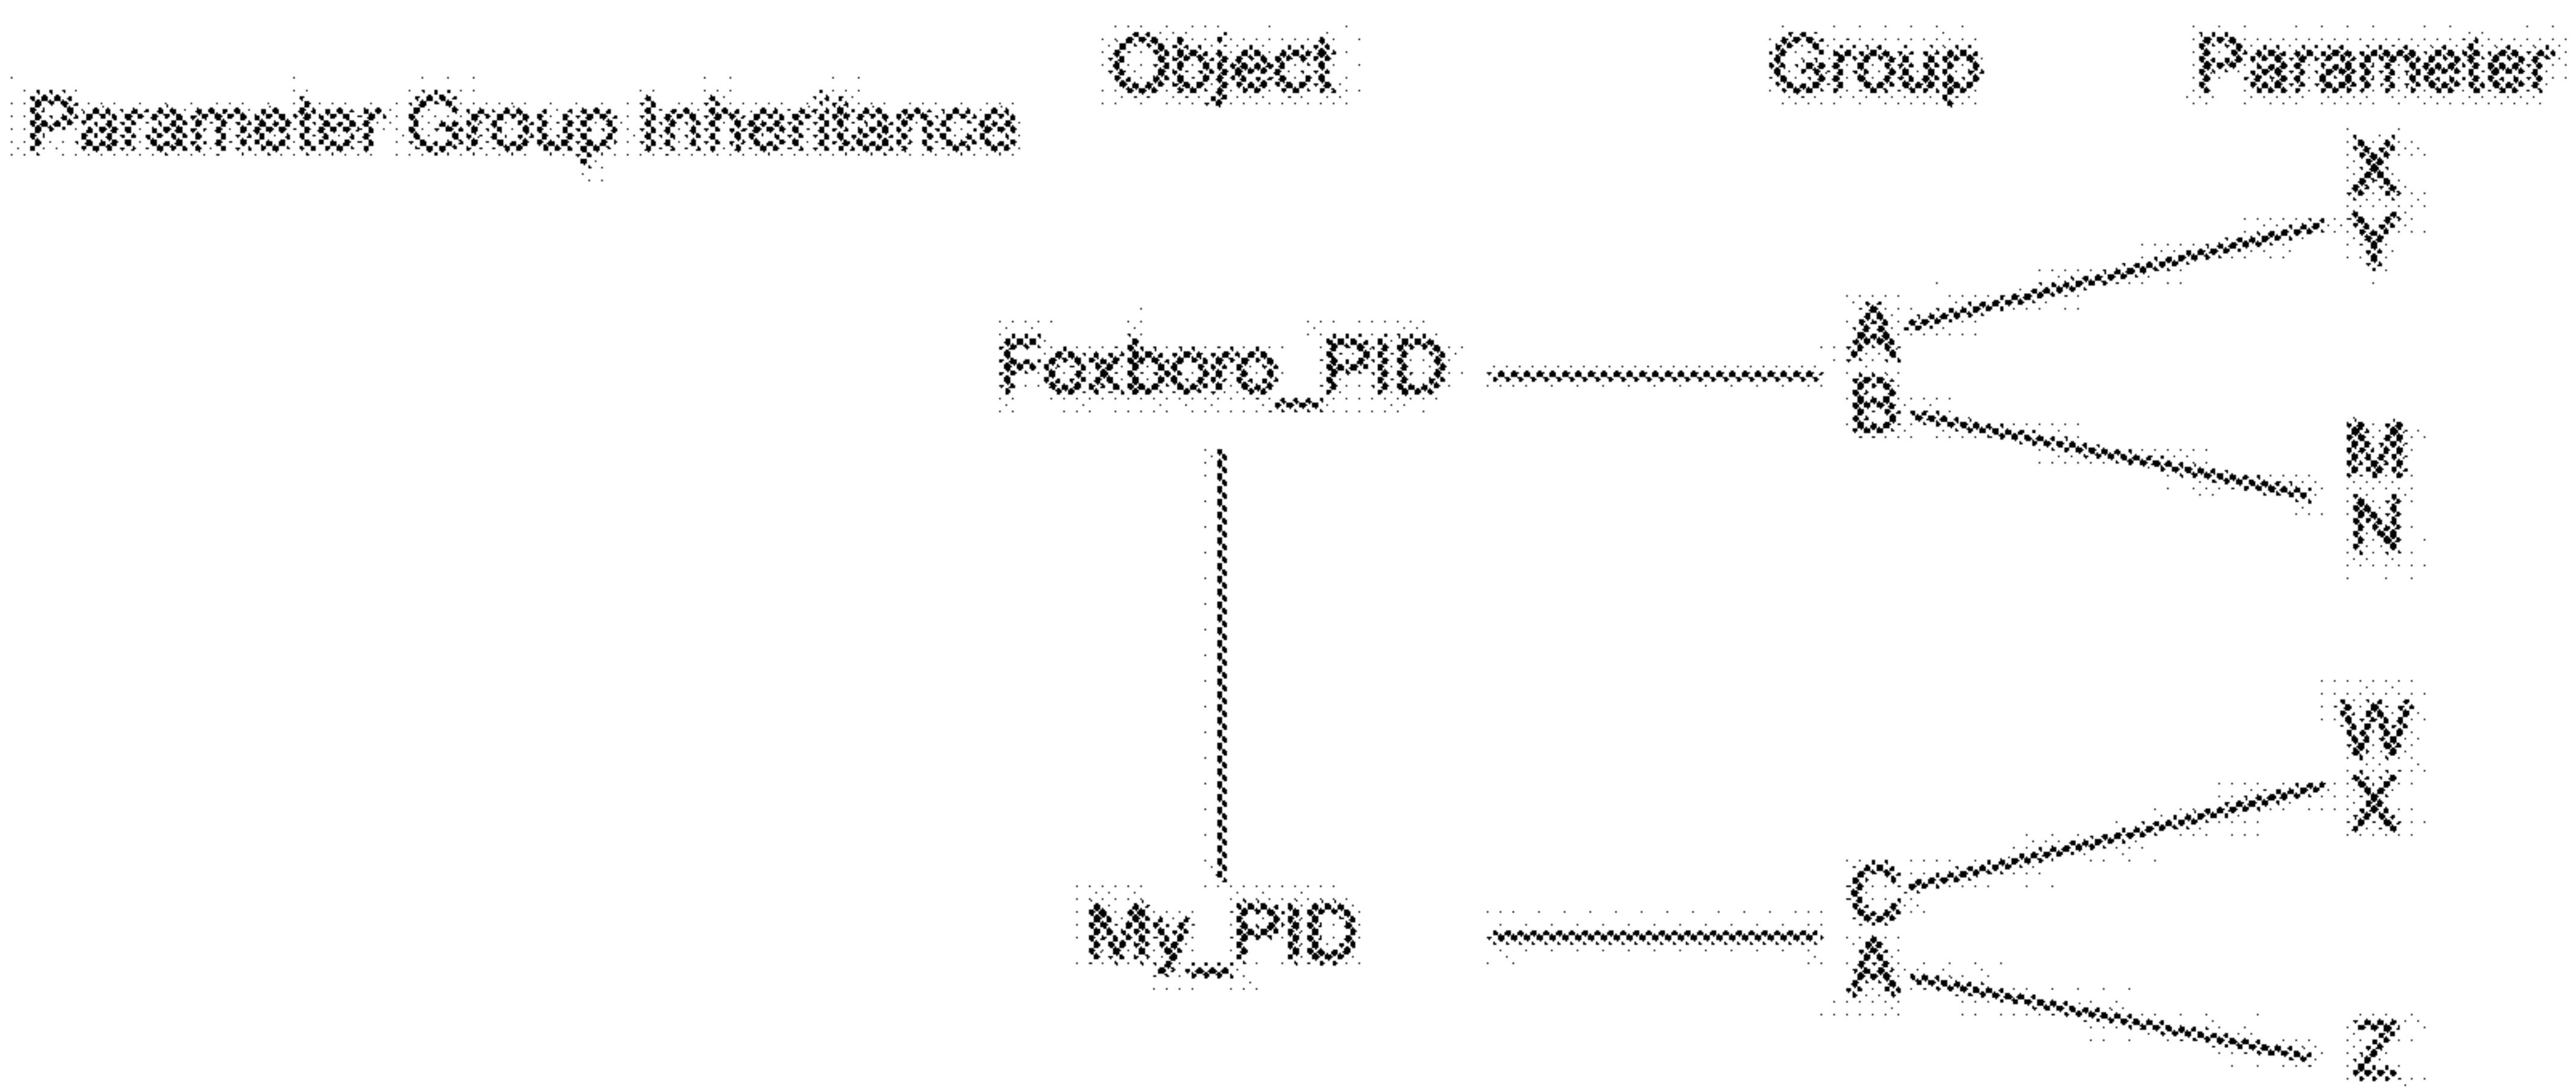 Parameter Group Inheritance
Object Group Parameter
X
Y
Foxboro_PID
A
B
M
N
My_PID
C
A
W
X
Z